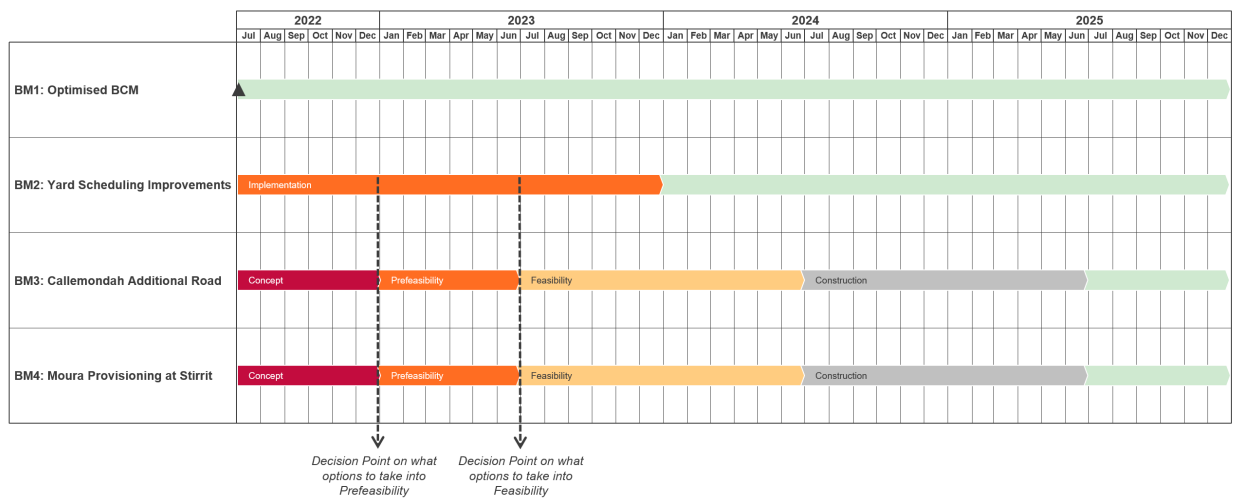 2022 2023 2024 2025
Jul Aug Sep Oct Nov Dec Jan Feb Mar Apr May Jun Jul Aug Sep Oct Nov Dec Jan Feb Mar Apr May Jun Jul Aug Sep Oct Nov Dec Jan Feb Mar Apr May Jun Jul Aug Sep Oct Nov Dec
BM1: Optimised BCM
BM2: Yard Scheduling Improvements Implementation
BM3: Callemondah Additional Road Concept Prefeasibility Feasibility Construction
BM4: Moura Provisioning at Stirrit Concept Prefeasibility Feasibility Construction
Decision Point on what
options to take into
Prefeasibility
Decision Point on what
options to take into
Feasibility